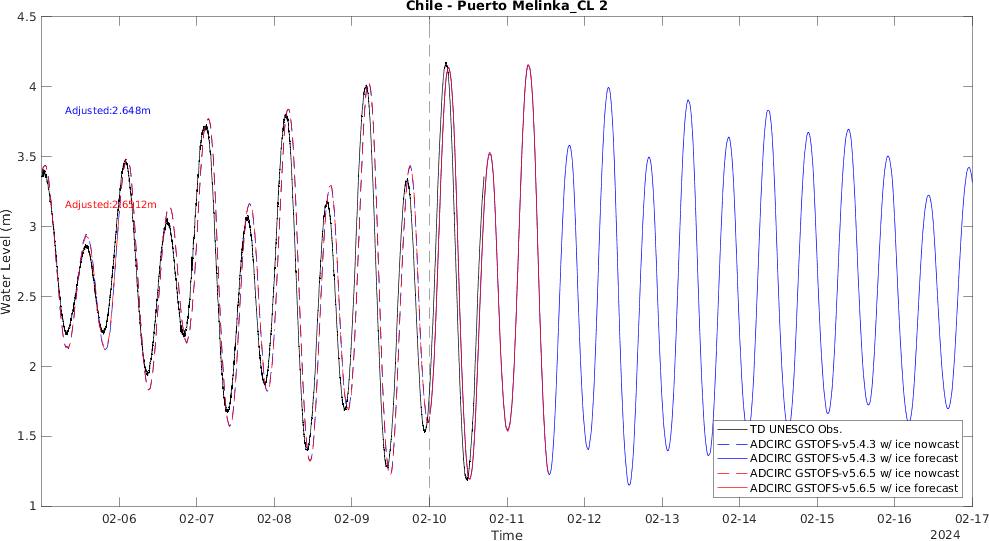 Chile - Puerto Melinka_CL 2
4.5
4
3.5
3
2.5
2
1.5
1
Water Level (m)
Adjusted:2.648m
Adjusted:2.6512m
TD UNESCO Obs.
ADCIRC GSTOFS-v5.4.3 w/ ice nowcast
ADCIRC GSTOFS-v5.4.3 w/ ice forecast
ADCIRC GSTOFS-v5.6.5 w/ ice nowcast
ADCIRC GSTOFS-v5.6.5 w/ ice forecast
02-06 02-07 02-08 02-09 02-10 02-11 02-12 02-13 02-14 02-15 02-16 02-17
Time
2024